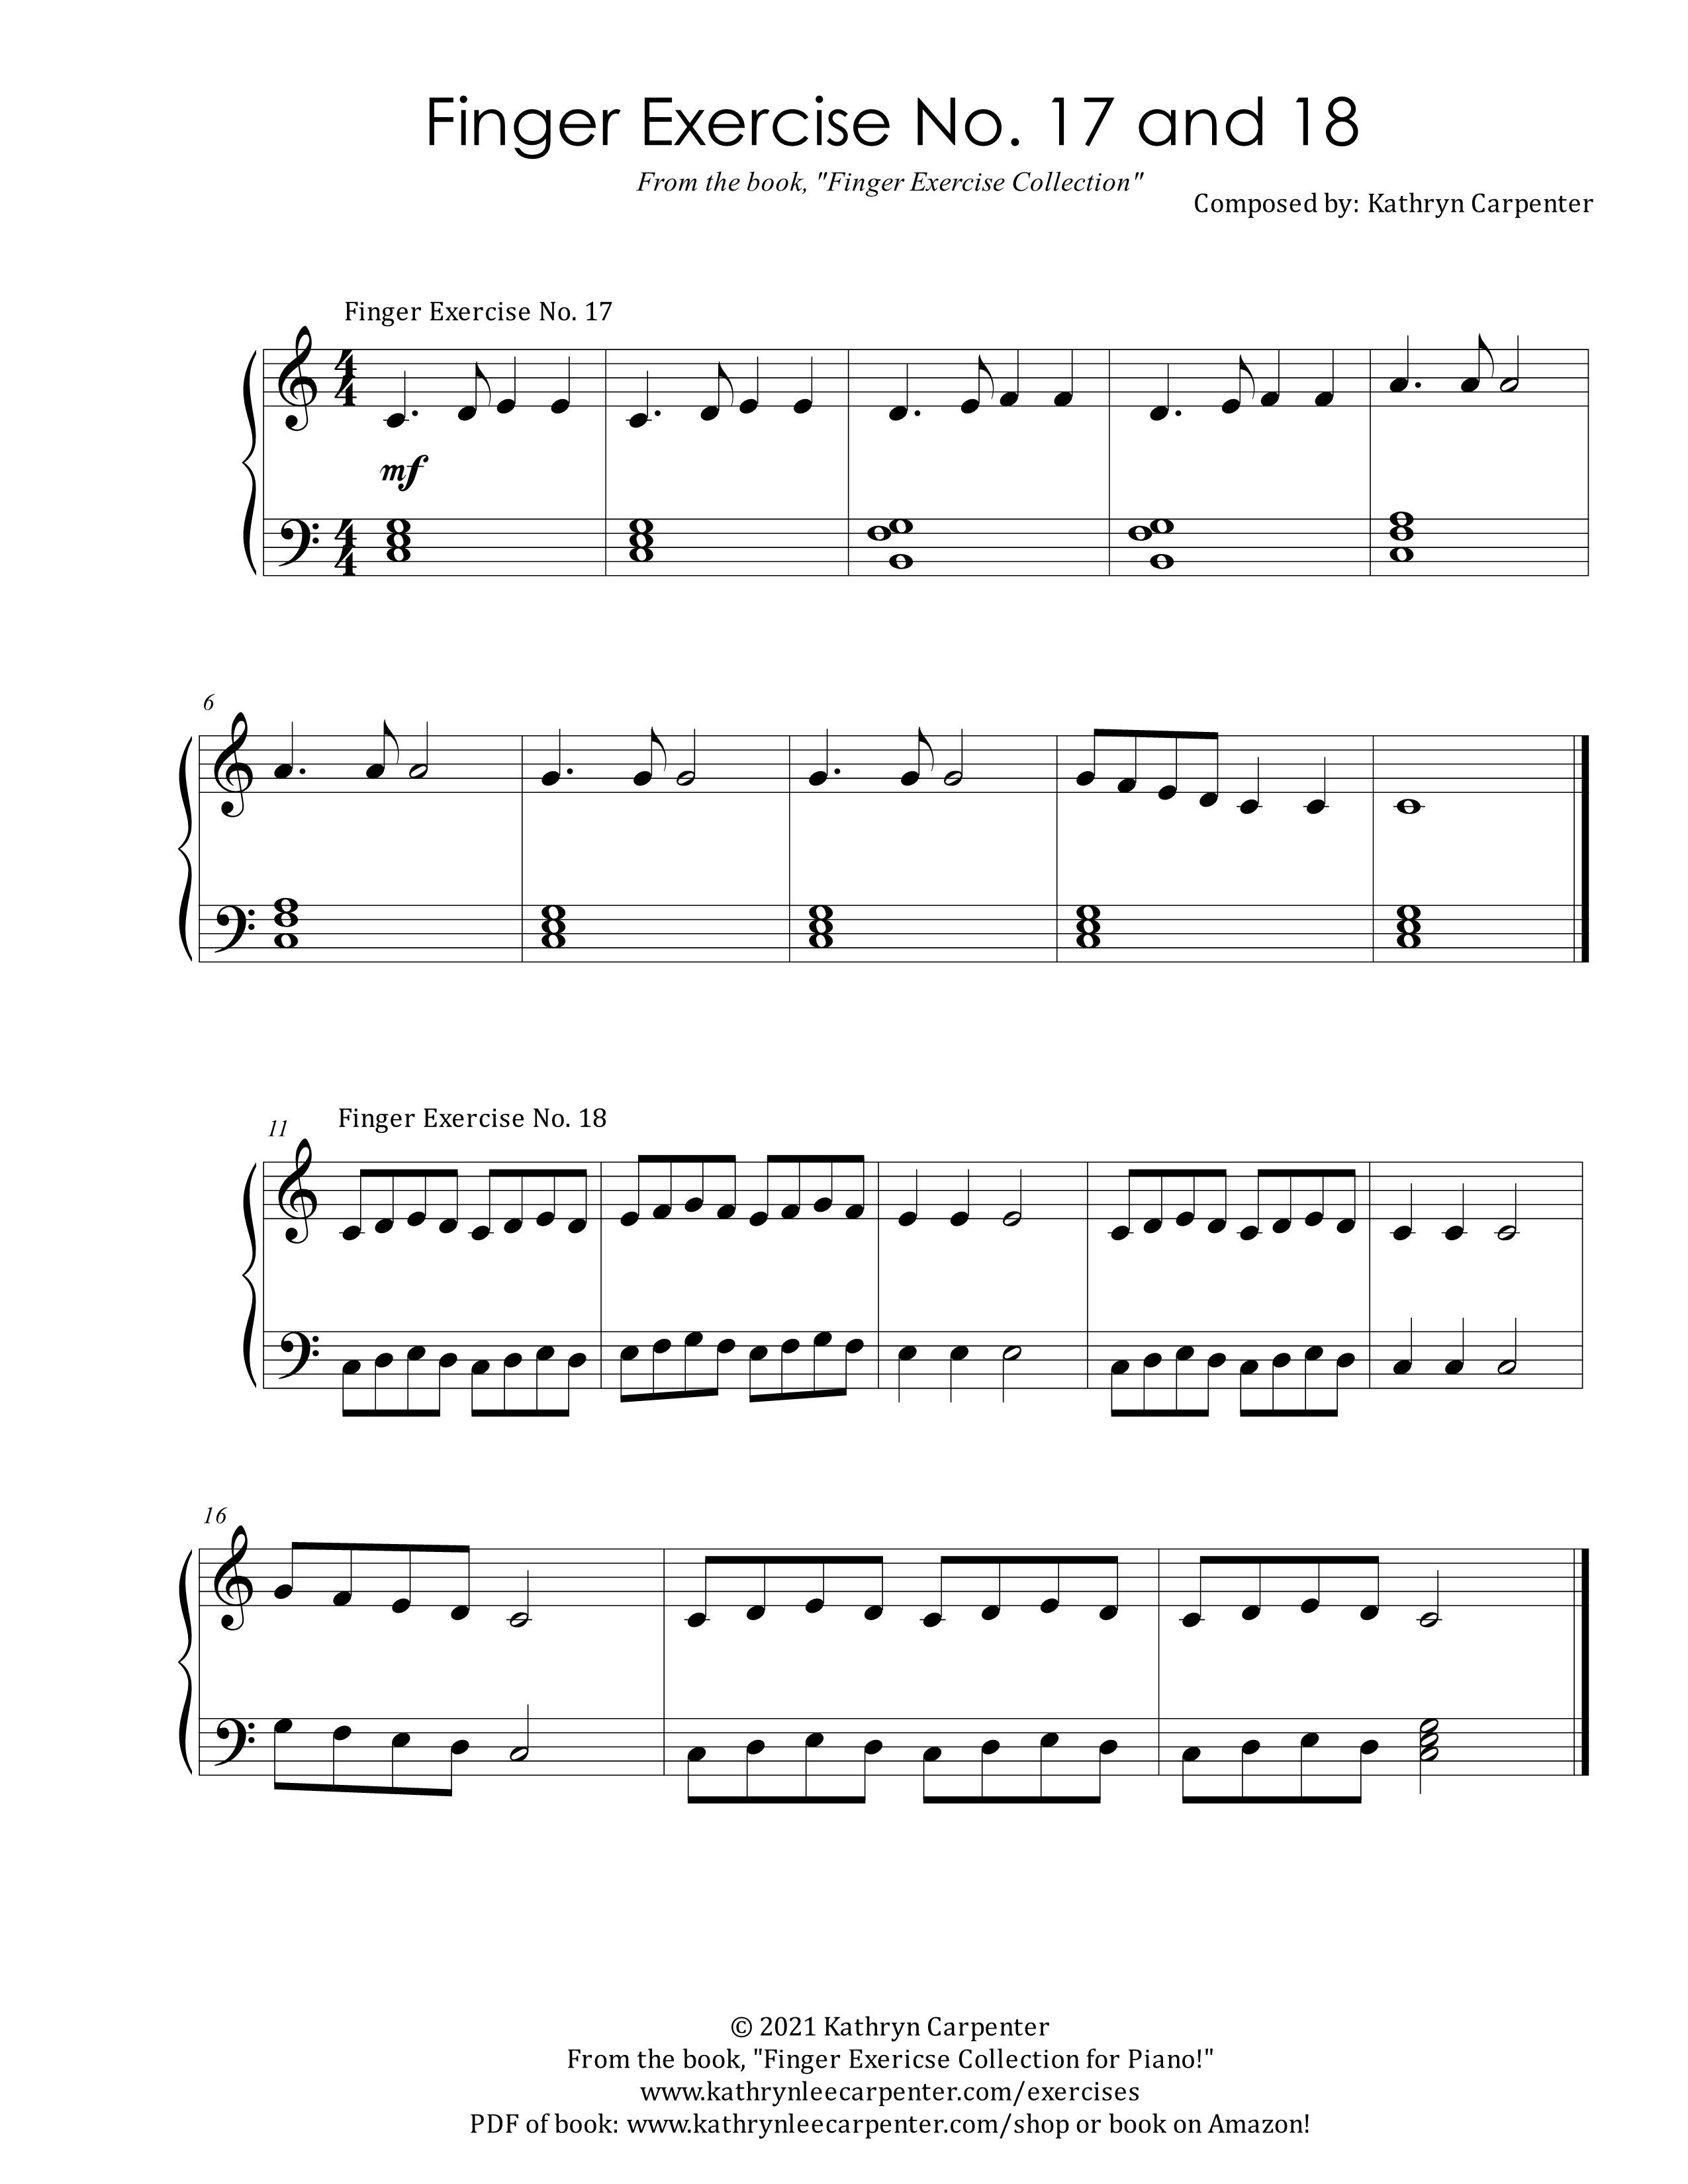 Finger Exercise No. 17 and 18
From the book, "Finger Exercise Collection"
Composed by: Kathryn Carpenter
Finger Exercise No. 17
4
4
mf
4
4
6
11
Finger Exercise No. 18
16
© 2021 Kathryn Carpenter
From the book, "Finger Exericse Collection for Piano!"
www.kathrynleecarpenter.com/exercises
PDF of book: www.kathrynleecarpenter.com/shop or book on Amazon!